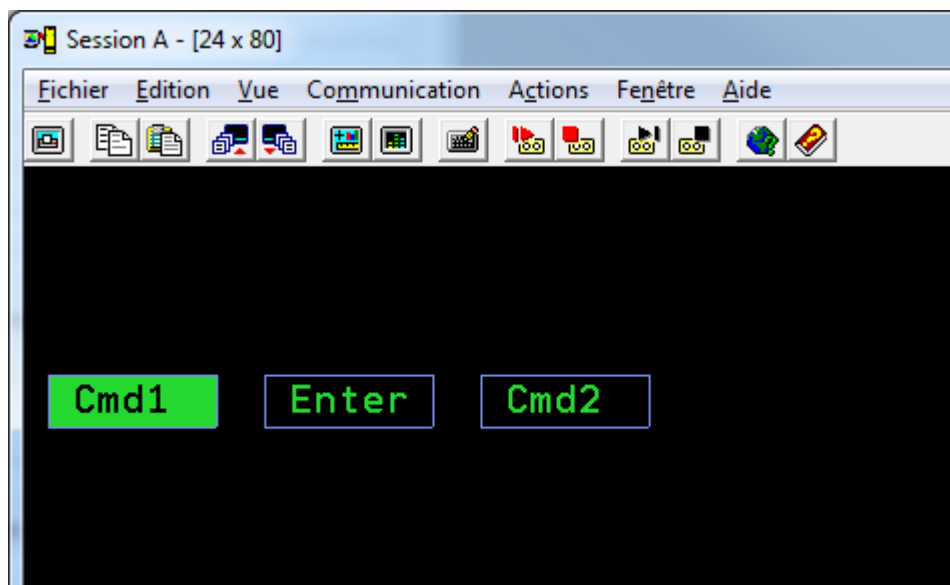 Session A - [24 x 80]
Fichier Edition Vue Communication Actions Fenêtre Aide
Cmd1 Enter Cmd2